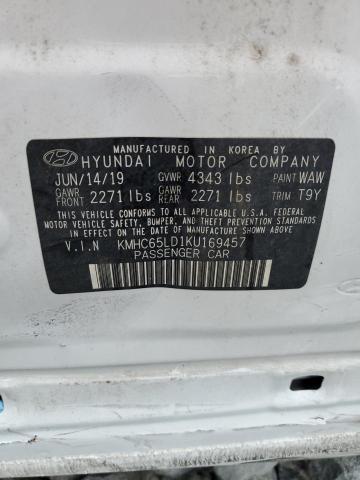 MANUFACTURED IN KOREA BY
HYUNDAI MOTOR COMPANY
JUN/14/19 GVWR 4343 lbs PAINT WAW
GAWR FRONT 2271 lbs GAWR REAR 2271 lbs TRIM T9Y
THIS VEHICLE CONFORMS TO ALL APPLICABLE U.S.A. FEDERAL
MOTOR VEHICLE SAFETY, BUMPER, AND THEFT PREVENTION STANDARDS
IN EFFECT ON THE DATE OF MANUFACTURE SHOWN ABOVE.
V.I.N KMHC65LD1KU169457
PASSENGER CAR